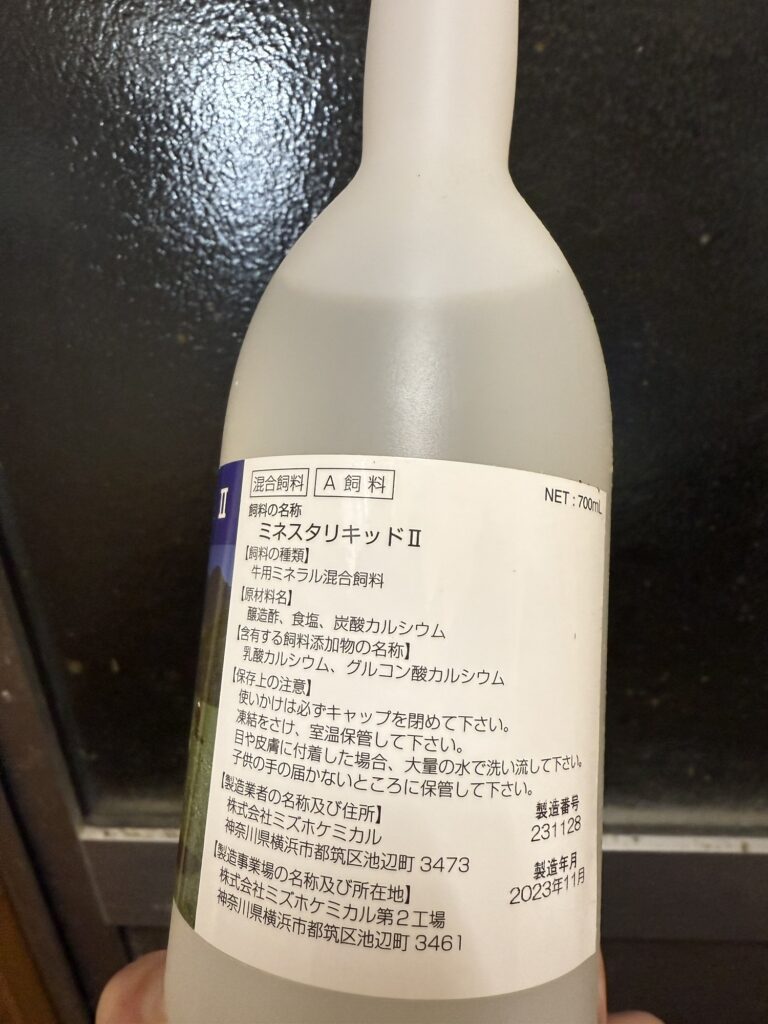 II
混合飼料 A 飼料
NET : 700mL
飼料の名称
ミネスタリキッドⅡ
【飼料の種類】
牛用ミネラル混合飼料
【原材料名】
醸造酢、食塩、炭酸カルシウム
【含有する飼料添加物の名称】
乳酸カルシウム、グルコン酸カルシウム
【保存上の注意】
使いかけは必ずキャップを閉めて下さい。
凍結をさけ、室温保管して下さい。
目や皮膚に付着した場合、大量の水で洗い流して下さい。
子供の手の届かないところに保管して下さい。
【製造業者の名称及び住所】
株式会社ミズホケミカル
神奈川県横浜市都筑区池辺町 3473
【製造事業場の名称及び所在地】
株式会社ミズホケミカル第2工場
神奈川県横浜市都筑区池辺町 3461
製造番号
231128
製造年月
2023年11月